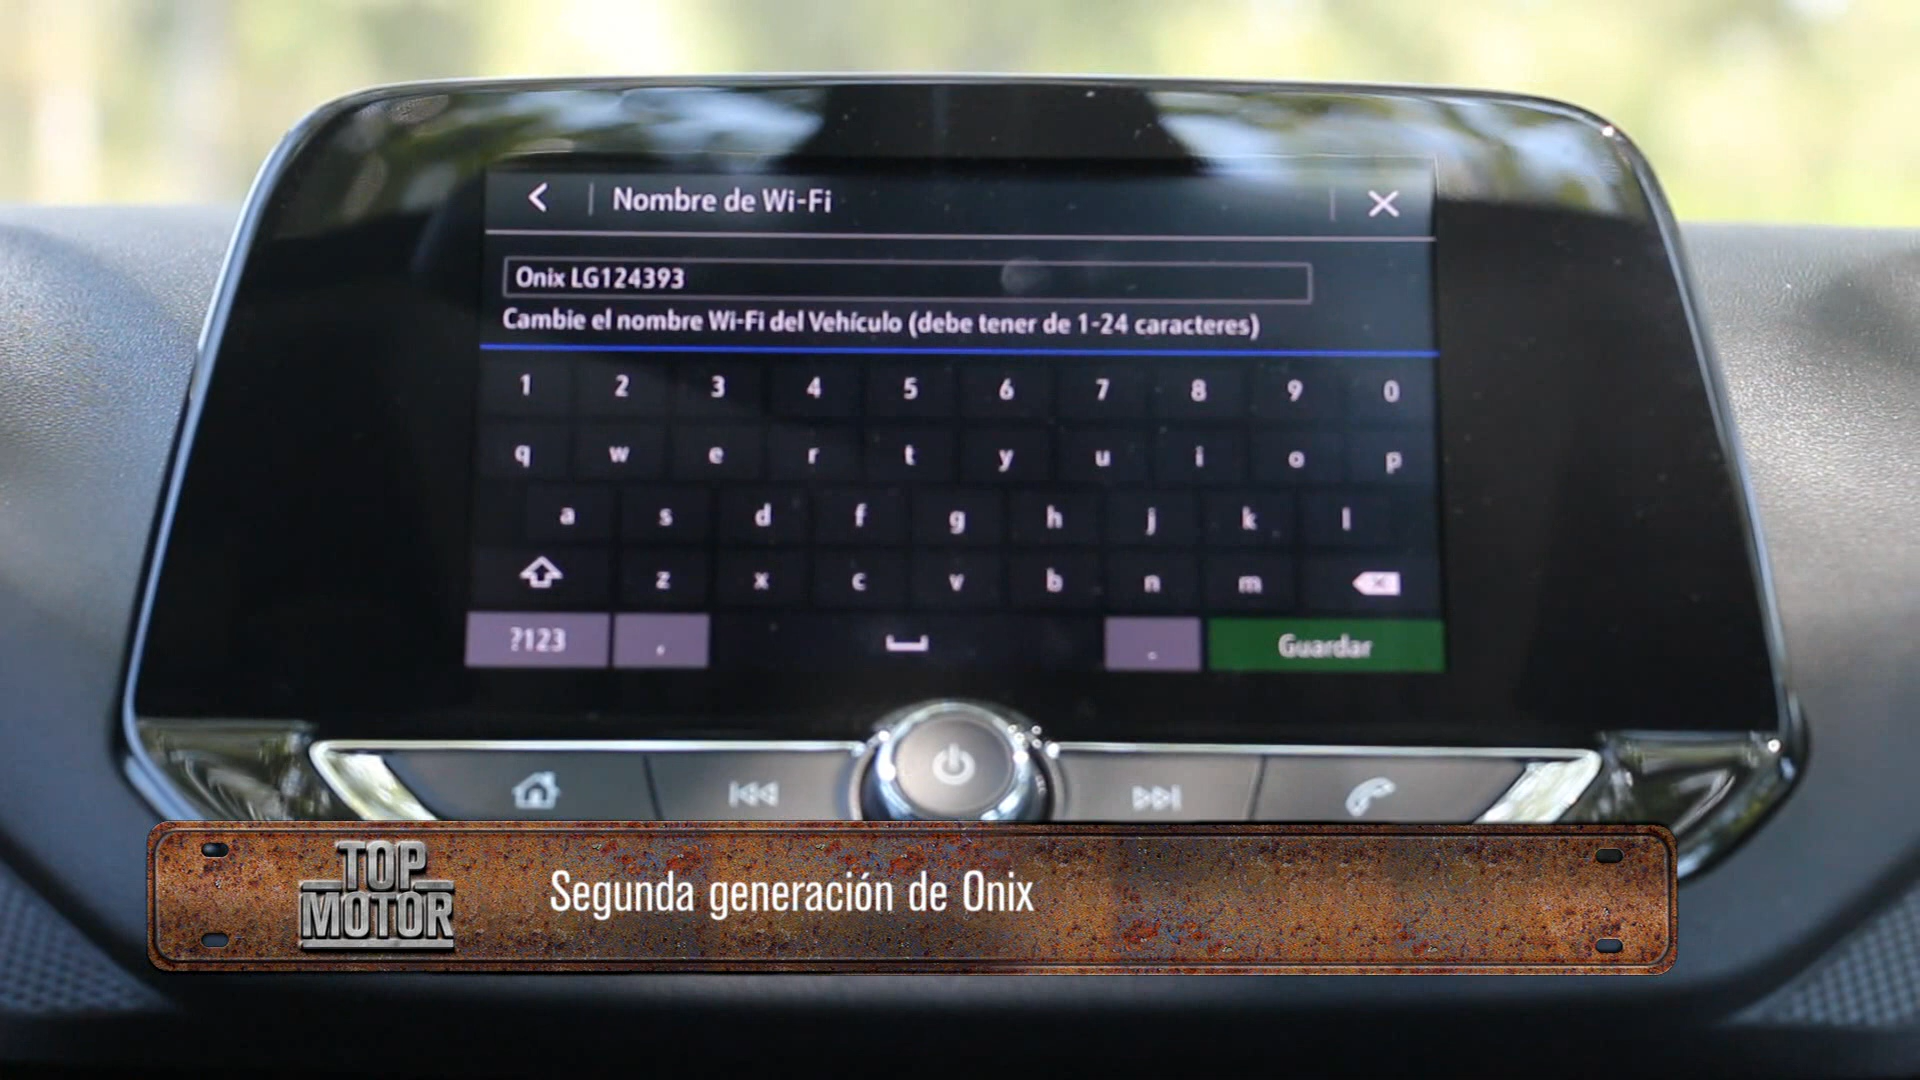 Nombre de Wi-Fi
Onix LG124393
Cambie el nombre Wi-Fi del Vehículo (debe tener de 1-24 caracteres)
1 2 3 4 5 6 7 8 9 0
q w e r t y u i o p
a s d f g h j k l
z x c v b n m
?123 , . Guardar
TOP
MOTOR
Segunda generación de Onix